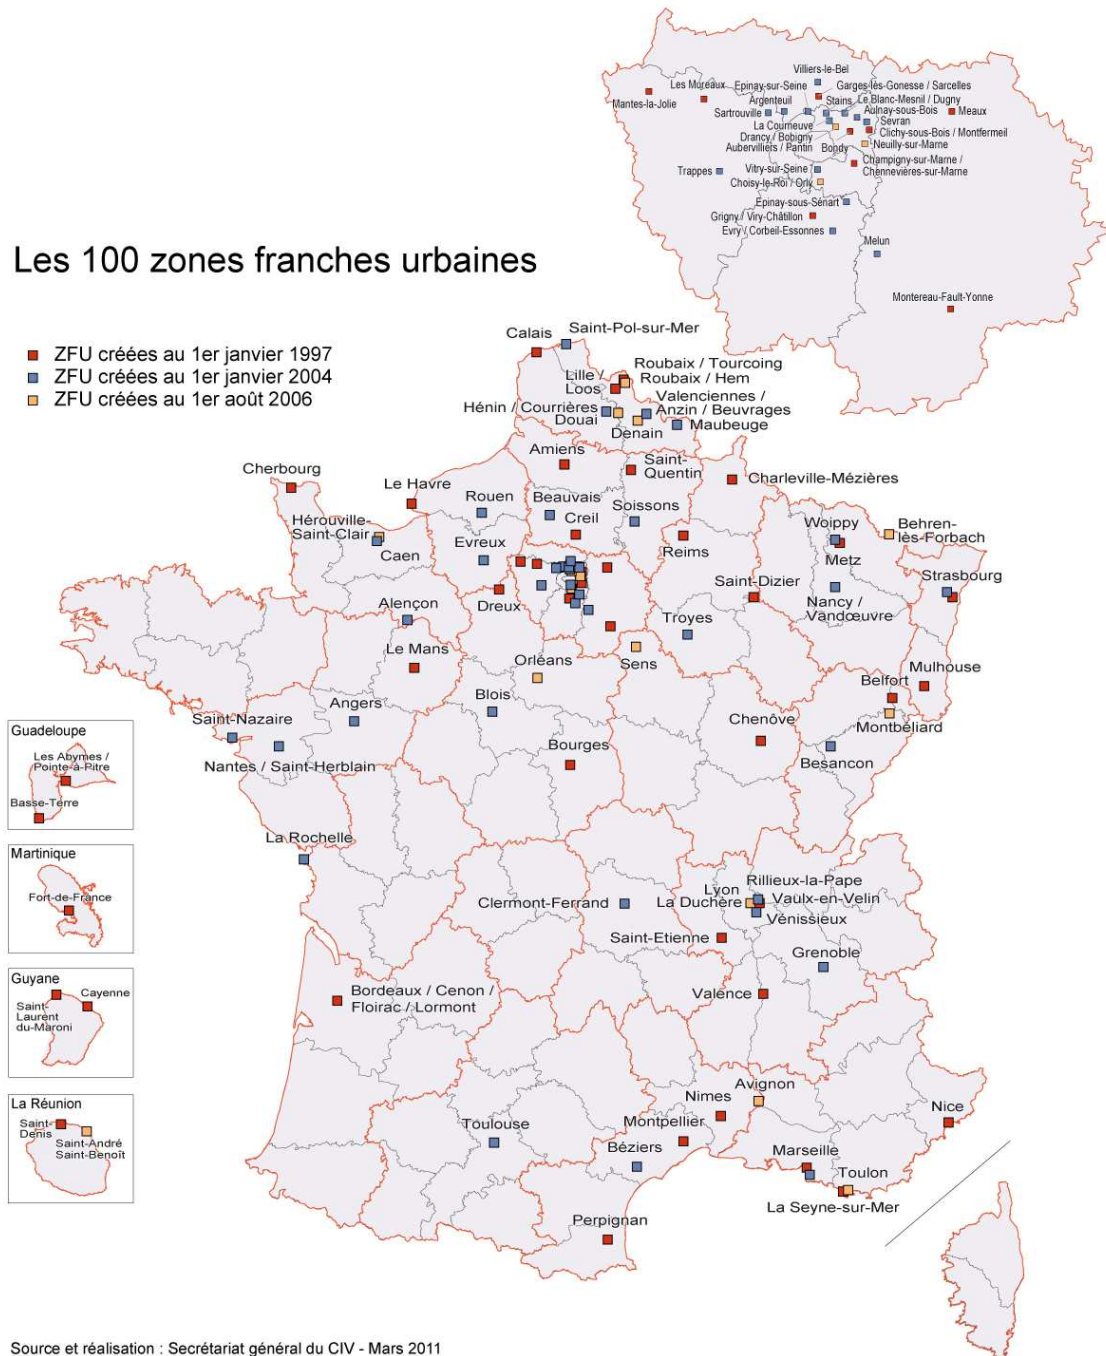 Villiers-le-Bel
Les Mureaux
Epinay-sur-Seine
Garges-lès-Gonesse / Sarcelles
Mantes-la-Jolie
Argenteuil
Stains
Le Blanc-Mesnil / Dugny
Sartrouville
Aulnay-sous-Bois
Meaux
La Courneuve
Sevran
Drancy / Bobigny
Clichy-sous-Bois / Montfermeil
Aubervilliers / Pantin
Bondy
Neuilly-sur-Marne
Champigny-sur-Marne /
Chennevières-sur-Marne
Trappes
Vitry-sur-Seine
Choisy-le-Roi / Orly
Epinay-sous-Sénart
Grigny / Viry-Châtillon
Evry / Corbeil-Essonnes
Melun
Montereau-Fault-Yonne
Les 100 zones franches urbaines
ZFU créées au 1er janvier 1997
ZFU créées au 1er janvier 2004
ZFU créées au 1er août 2006
Calais
Saint-Pol-sur-Mer
Lille /
Loos
Roubaix / Tourcoing
Roubaix / Hem
Valenciennes /
Anzin / Beuvrages
Hénin / Courrières
Douai
Denain
Maubeuge
Amiens
Saint-
Quentin
Charleville-Mézières
Cherbourg
Le Havre
Rouen
Beauvais
Soissons
Creil
Hérouville-
Saint-Clair
Caen
Evreux
Reims
Woippy
Metz
Behren-
lès-Forbach
Dreux
Saint-Dizier
Nancy /
Vandœuvre
Strasbourg
Alençon
Troyes
Le Mans
Orléans
Sens
Mulhouse
Belfort
Montbéliard
Blois
Angers
Saint-Nazaire
Nantes / Saint-Herblain
Chenôve
Besancon
Bourges
Guadeloupe
Les Abymes /
Pointe-à-Pitre
Basse-Terre
La Rochelle
Martinique
Fort-de-France
Clermont-Ferrand
Lyon
La Duchère
Rillieux-la-Pape
Vaulx-en-Velin
Vénissieux
Saint-Etienne
Grenoble
Guyane
Cayenne
Saint-
Laurent
du-Maroni
Bordeaux / Cenon /
Floirac / Lormont
Valence
La Réunion
Saint-
Denis
Saint-André
Saint-Benoît
Avignon
Nimes
Montpellier
Nice
Toulouse
Béziers
Marseille
Toulon
La Seyne-sur-Mer
Perpignan
Source et réalisation : Secrétariat général du CIV - Mars 2011